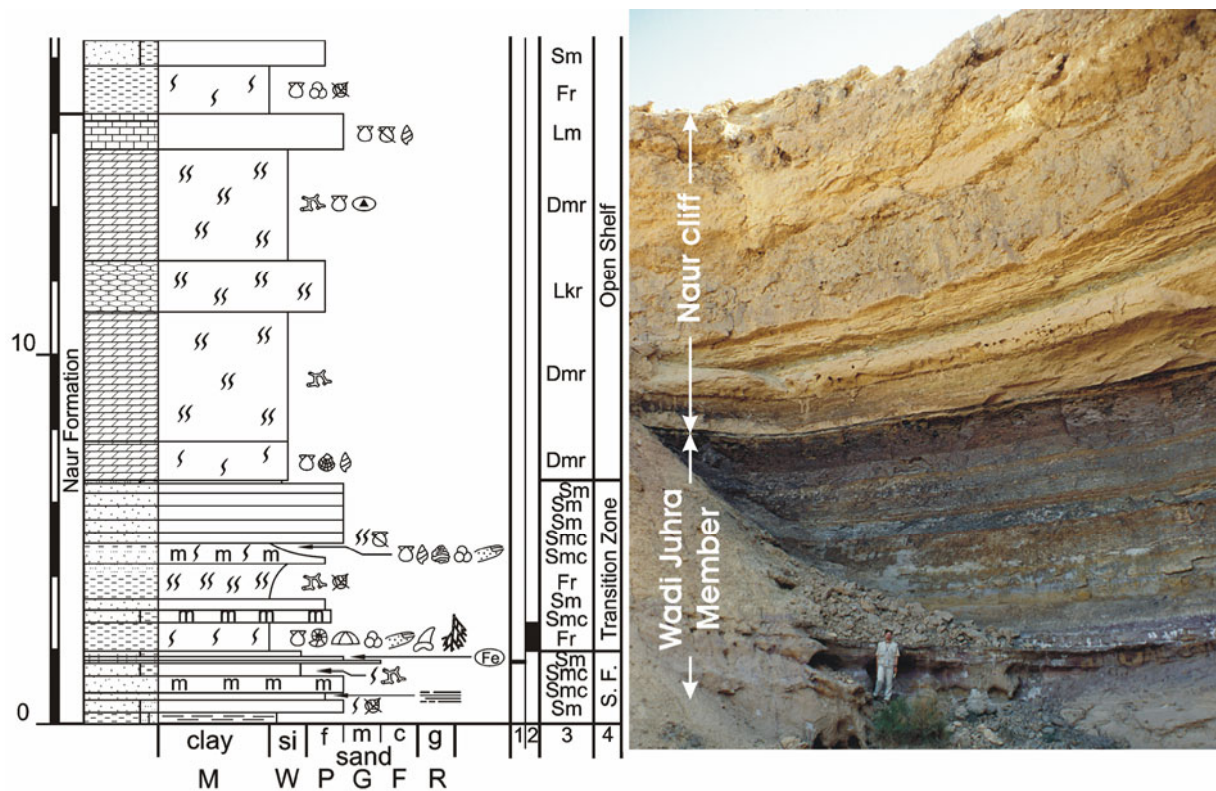 Sm
Fr
Lm
Dmr
Lkr
Dmr
Dmr
Sm
Sm
Sm
Smc
Smc
Fr
Sm
Smc
Fr
Sm
Smc
Smc
Sm
Open Shelf
Transition Zone
S. F.
Naur Formation
10
0
m m m
m m m m
Fe
m m m m
clay si f m c g 1 2 3 4
sand
M W P G F R
Naur cliff
Wadi Juhra
Member